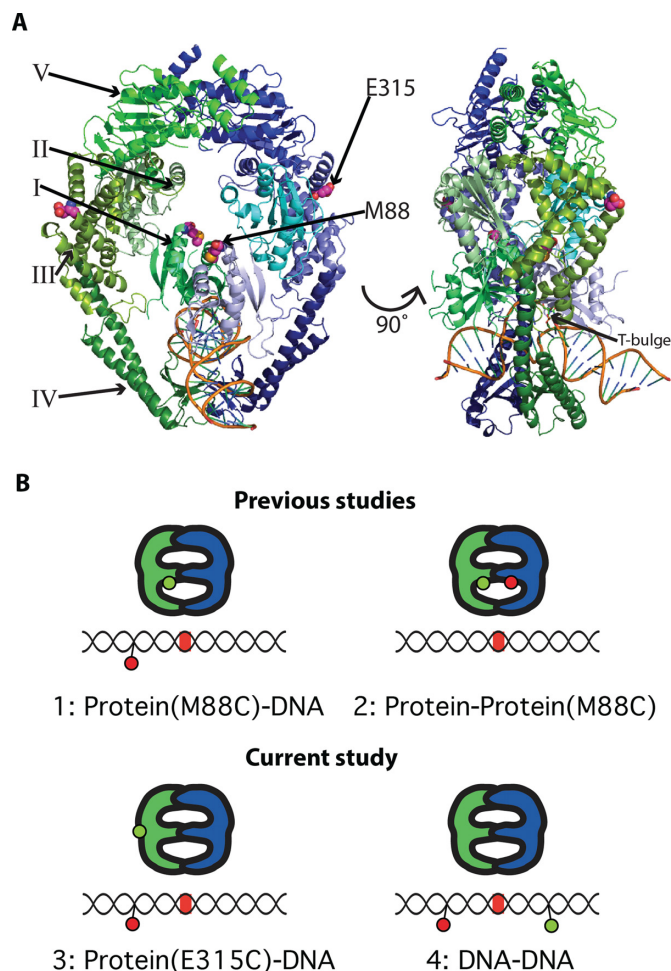 A
V
E315
II
I
M88
III
90°
T-bulge
IV
B
Previous studies
1: Protein(M88C)-DNA
2: Protein-Protein(M88C)
Current study
3: Protein(E315C)-DNA
4: DNA-DNA